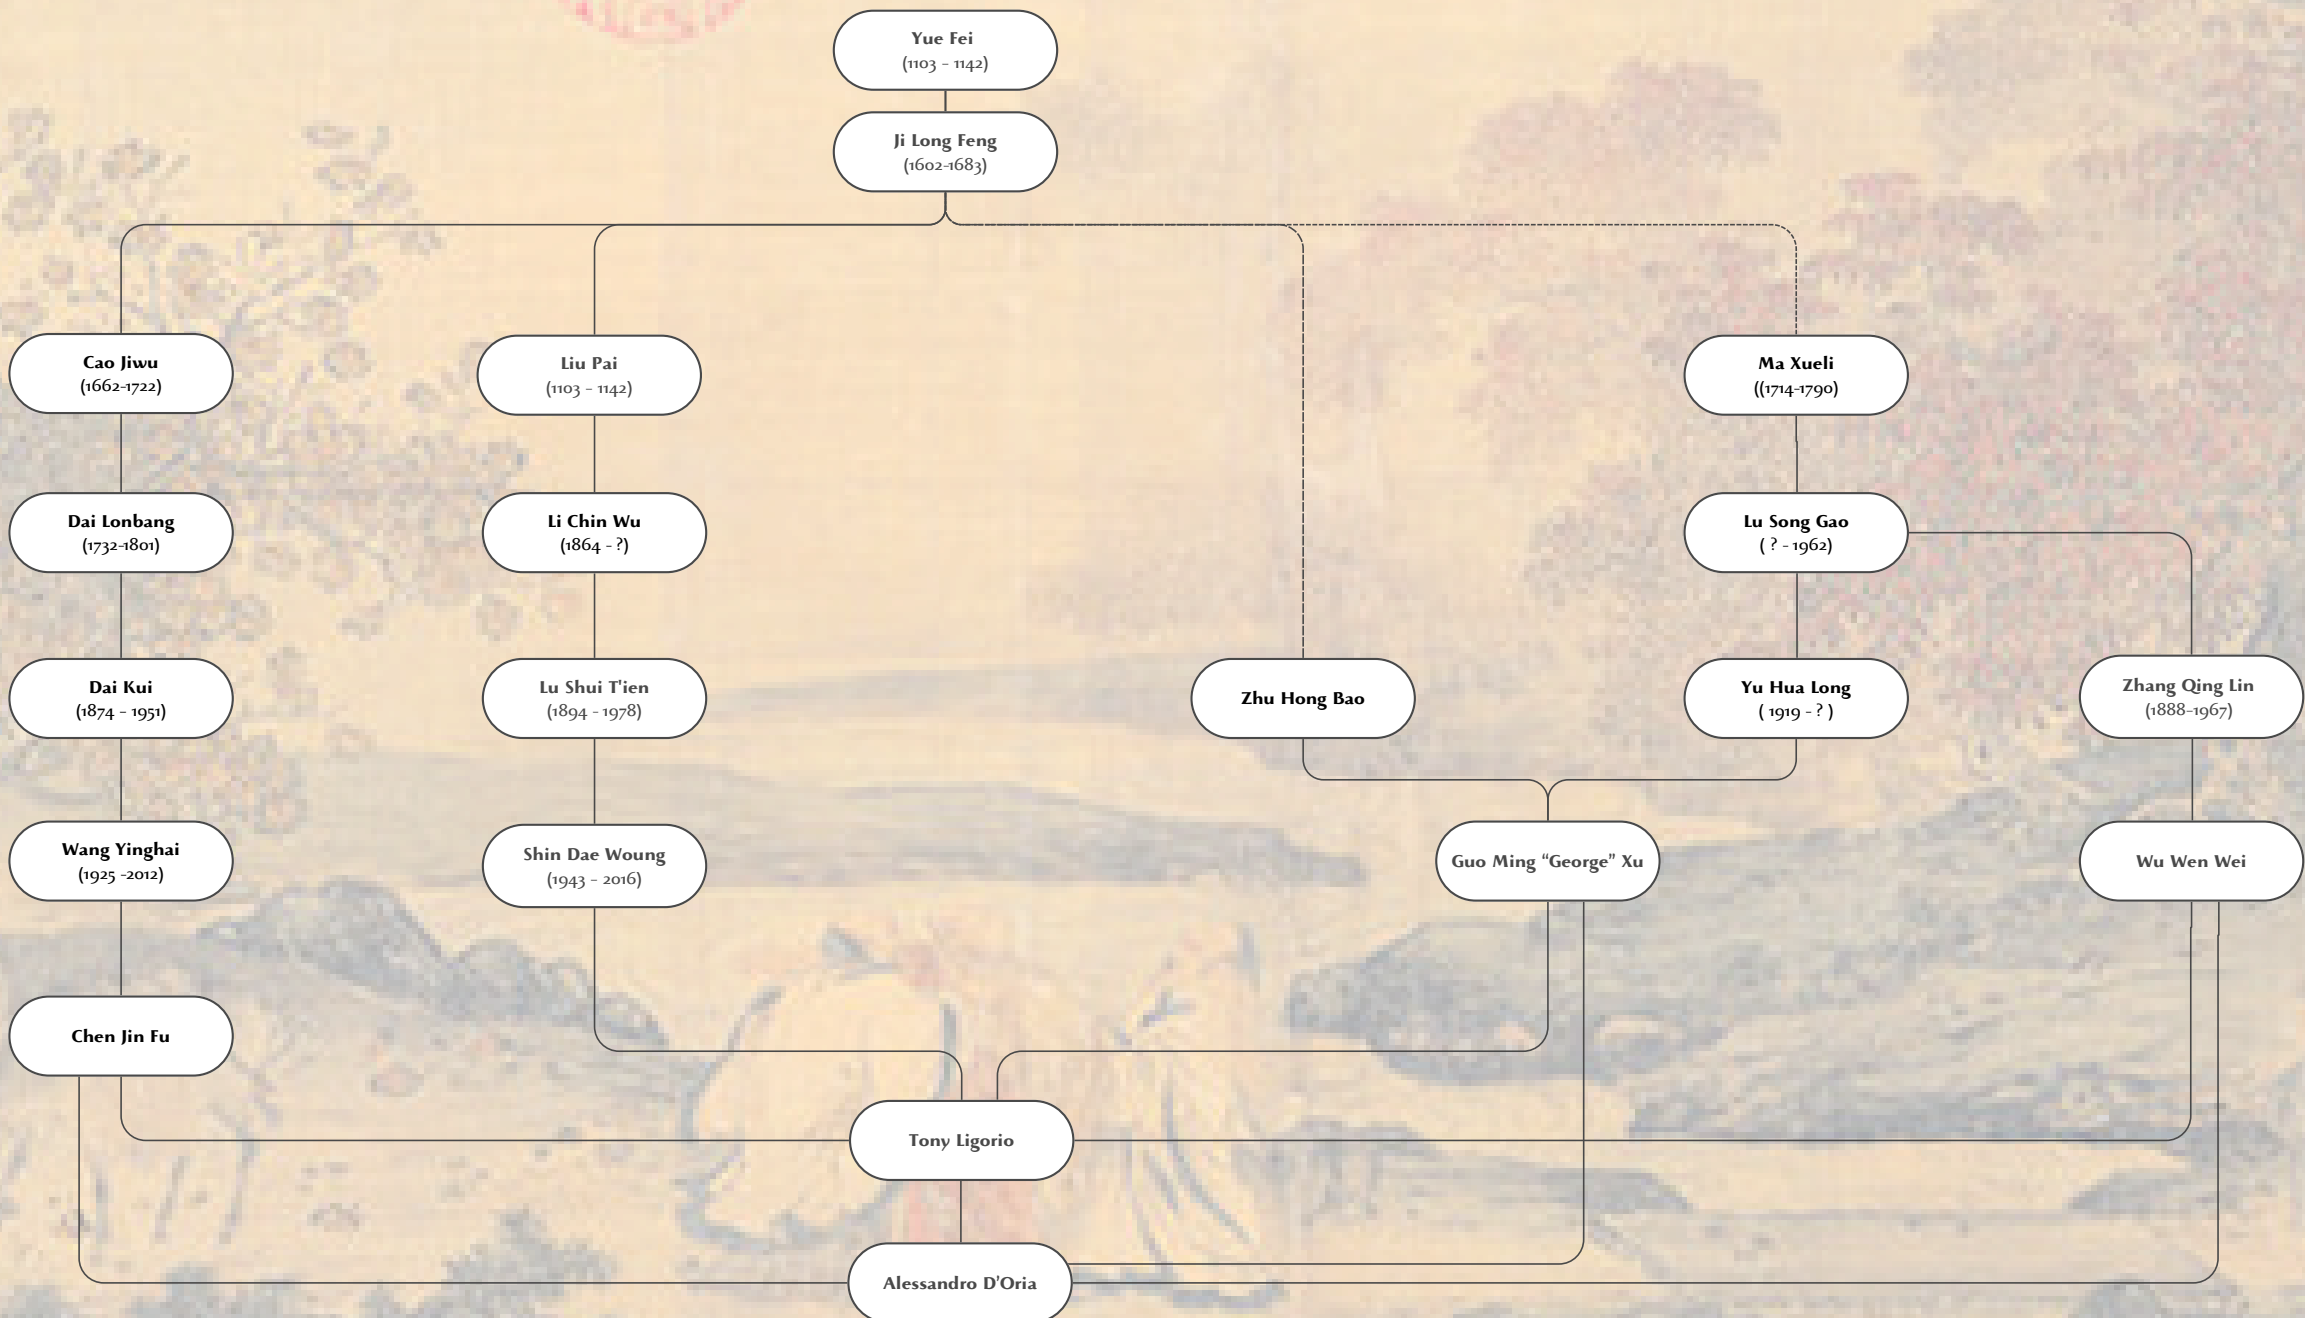 Yue Fei
(1103 - 1142)
Ji Long Feng
(1602-1683)
Cao Jiwu
(1662-1722)
Liu Pai
(1103 - 1142)
Ma Xueli
((1714-1790)
Dai Lonbang
(1732-1801)
Li Chin Wu
(1864 - ?)
Lu Song Gao
( ? - 1962)
Dai Kui
(1874 - 1951)
Lu Shui T'ien
(1894 - 1978)
Zhu Hong Bao
Yu Hua Long
( 1919 - ? )
Zhang Qing Lin
(1888-1967)
Wang Yinghai
(1925 -2012)
Shin Dae Woung
(1943 - 2016)
Guo Ming “George” Xu
Wu Wen Wei
Chen Jin Fu
Tony Ligorio
Alessandro D'Oria